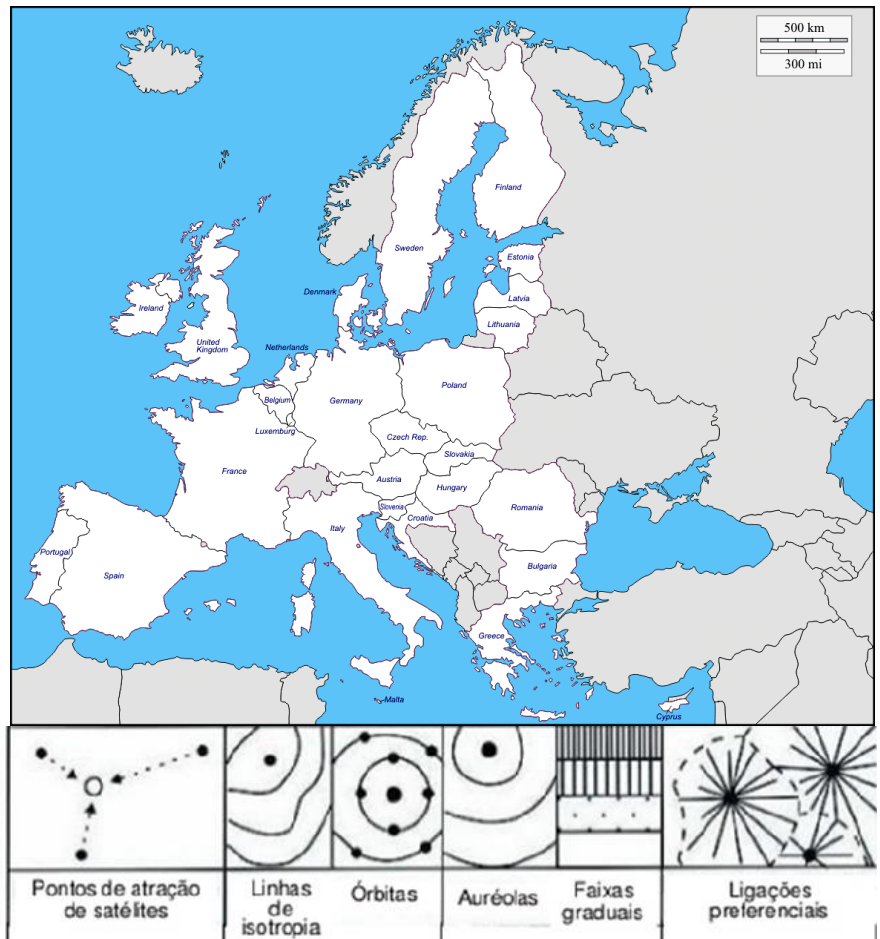 500 km
300 mi
Finland
Sweden
Estonia
Latvia
Lithuania
Denmark
Ireland
United
Kingdom
Netherlands
Poland
Belgium
Germany
Luxemburg
Czech Rep.
Slovakia
France
Austria
Hungary
Slovenia
Romania
Croatia
Italy
Portugal
Spain
Bulgaria
Greece
Malta
Cyprus
Pontos de atração
de satélites
Linhas
de
isotropia
Órbitas
Auréolas
Faixas
graduais
Ligações
preferenciais